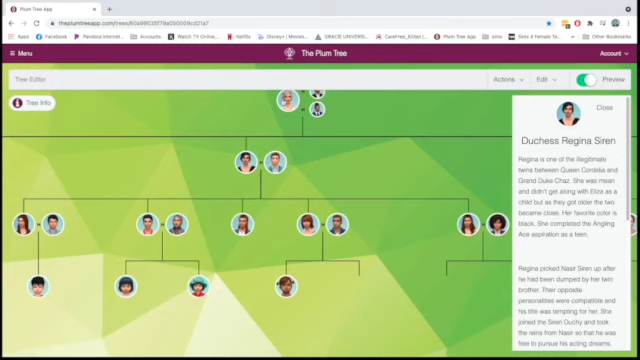 Plum Tree App
theplumtreeapp.com/trees/60a99035f79a050069cd21a7
Apps
Facebook
Pandora Internet...
Accounts
Watch TV Online,...
Netflix
Disney+ | Movies...
GRACIE UNIVERSI...
CareFree_Kitten |...
Plum Tree App
sims
Other Bookmarks
Menu
The Plum Tree
Account
Tree Editor
Actions
Edit
Preview
Tree Info
Close
Duchess Regina Siren
Regina is one of the illegitimate
twins between Queen Cordelia and
Grand Duke Chaz. She was mean
and didn't get along with Eliza as a
child but as they got older the two
became close. Her favorite color is
black. She completed the Angling
Ace aspiration as a teen.
Regina picked Nasir Siren up after
he had been dumped by her twin
brother. Their opposite
personalities were compatible and
his title was tempting for her. She
joined the Siren Duchy and took
the reins from Nasir so that he was
free to pursue his acting dreams.